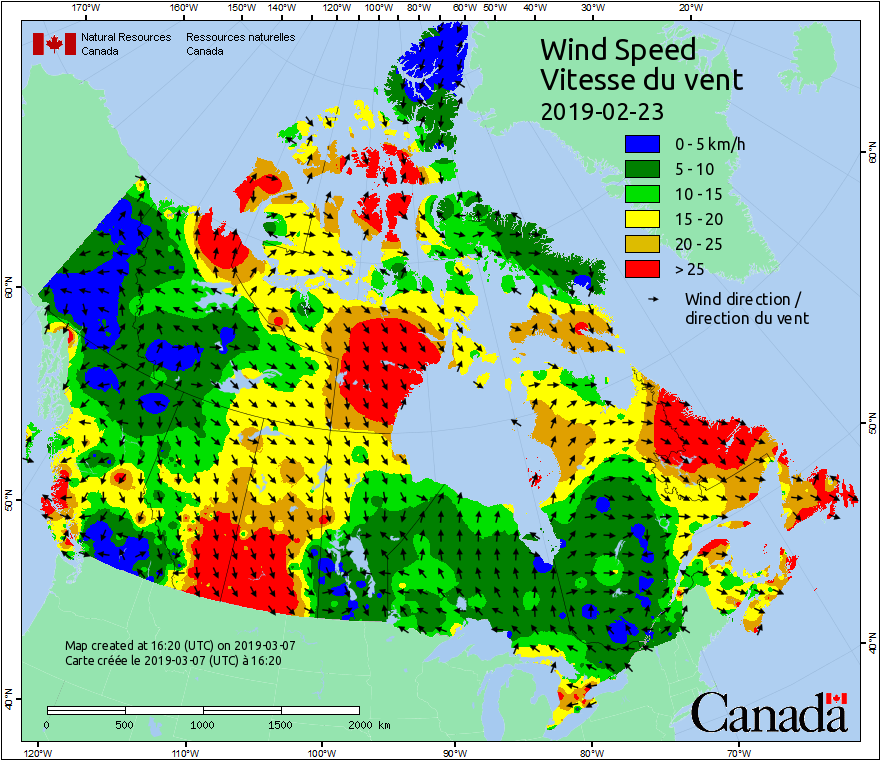 170°W 160°W 150°W 140°W 130°W 120°W 110°W 100°W 80°W 60°W 50°W 40°W 30°W 20°W
Natural Resources Canada
Ressources naturelles Canada
Wind Speed
Vitesse du vent
2019-02-23
0 - 5 km/h
5 - 10
10 - 15
15 - 20
20 - 25
> 25
Wind direction /
direction du vent
60°N
50°N
40°N
60°N
50°N
40°N
Map created at 16:20 (UTC) on 2019-03-07
Carte créée le 2019-03-07 (UTC) à 16:20
0 500 1000 1500 2000 km
Canada
120°W 110°W 100°W 90°W 80°W 70°W